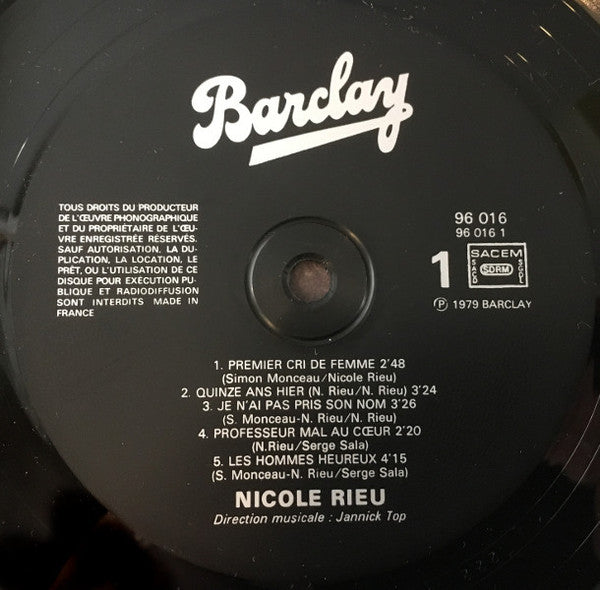 Barclay
TOUS DROITS DU PRODUCTEUR
DE L'ŒUVRE PHONOGRAPHIQUE
ET DU PROPRIÉTAIRE DE L'ŒU-
VRE ENREGISTRÉE RÉSERVÉS.
SAUF AUTORISATION, LA DU-
PLICATION, LA LOCATION, LE
PRÊT, OU L'UTILISATION DE CE
DISQUE POUR EXÉCUTION PU-
BLIQUE ET RADIODIFFUSION
SONT INTERDITS MADE IN
FRANCE
96 016
96 016 1
1
SACEM
SACD
SDRM
SGDL
Ⓟ 1979 BARCLAY
1. PREMIER CRI DE FEMME 2'48
(Simon Monceau/Nicole Rieu)
2. QUINZE ANS HIER (N. Rieu/N. Rieu) 3'24
3. JE N'AI PAS PRIS SON NOM 3'26
(S. Monceau-N. Rieu/N. Rieu)
4. PROFESSEUR MAL AU CŒUR 2'20
(N.Rieu/Serge Sala)
5. LES HOMMES HEUREUX 4'15
(S. Monceau-N. Rieu/Serge Sala)
NICOLE RIEU
Direction musicale : Jannick Top